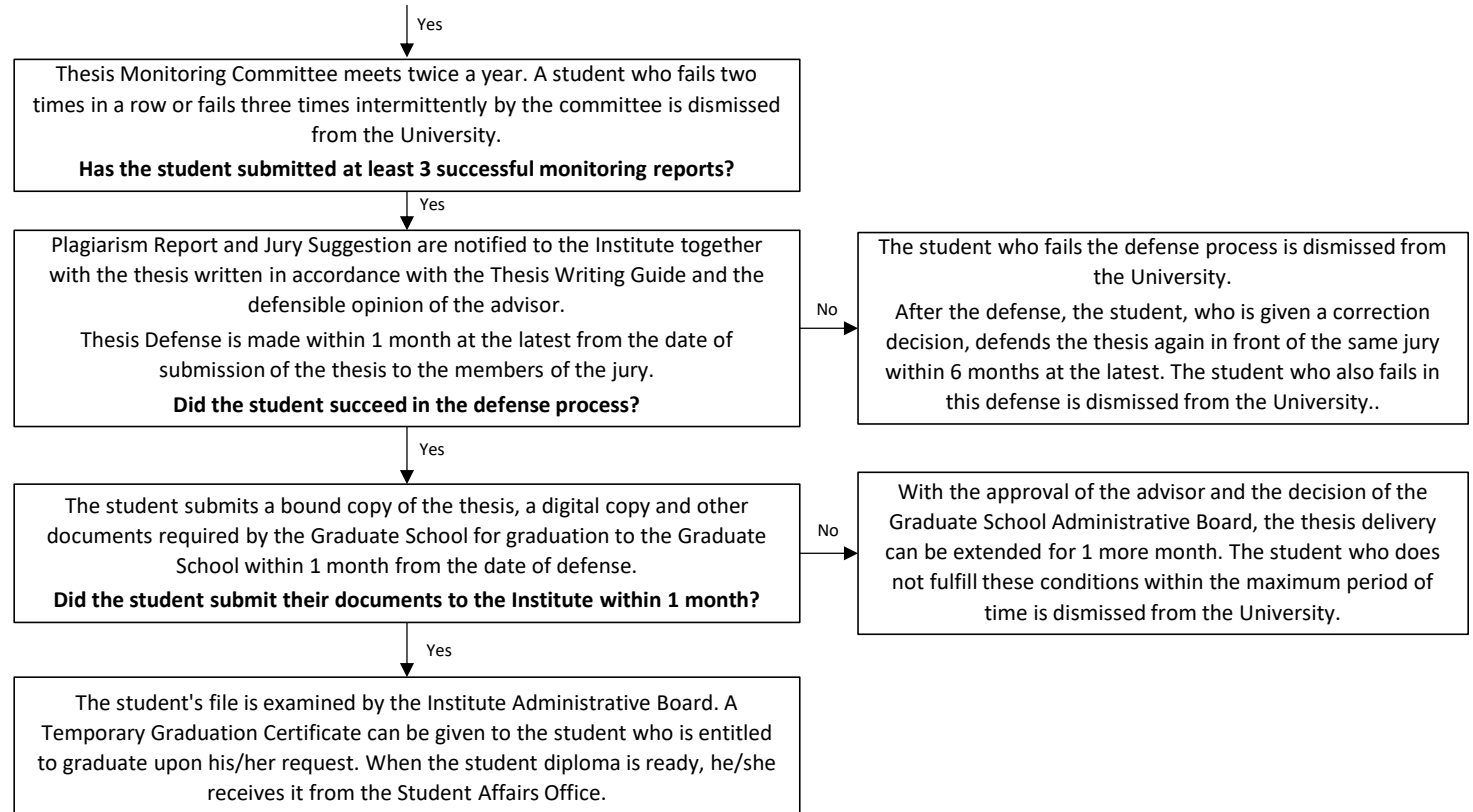 Yes
Thesis Monitoring Committee meets twice a year. A student who fails two
times in a row or fails three times intermittently by the committee is dismissed
from the University.
Has the student submitted at least 3 successful monitoring reports?
Yes
Plagiarism Report and Jury Suggestion are notified to the Institute together
with the thesis written in accordance with the Thesis Writing Guide and the
defensible opinion of the advisor.
Thesis Defense is made within 1 month at the latest from the date of
submission of the thesis to the members of the jury.
Did the student succeed in the defense process?
No
The student who fails the defense process is dismissed from
the University.
After the defense, the student, who is given a correction
decision, defends the thesis again in front of the same jury
within 6 months at the latest. The student who also fails in
this defense is dismissed from the University..
Yes
The student submits a bound copy of the thesis, a digital copy and other
documents required by the Graduate School for graduation to the Graduate
School within 1 month from the date of defense.
Did the student submit their documents to the Institute within 1 month?
No
With the approval of the advisor and the decision of the
Graduate School Administrative Board, the thesis delivery
can be extended for 1 more month. The student who does
not fulfill these conditions within the maximum period of
time is dismissed from the University.
Yes
The student's file is examined by the Institute Administrative Board. A
Temporary Graduation Certificate can be given to the student who is entitled
to graduate upon his/her request. When the student diploma is ready, he/she
receives it from the Student Affairs Office.